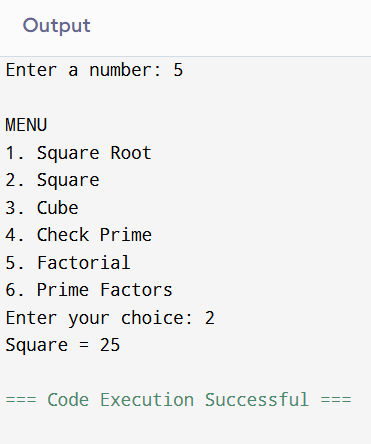 Output
Enter a number: 5
MENU
1. Square Root
2. Square
3. Cube
4. Check Prime
5. Factorial
6. Prime Factors
Enter your choice: 2
Square = 25
=== Code Execution Successful ===